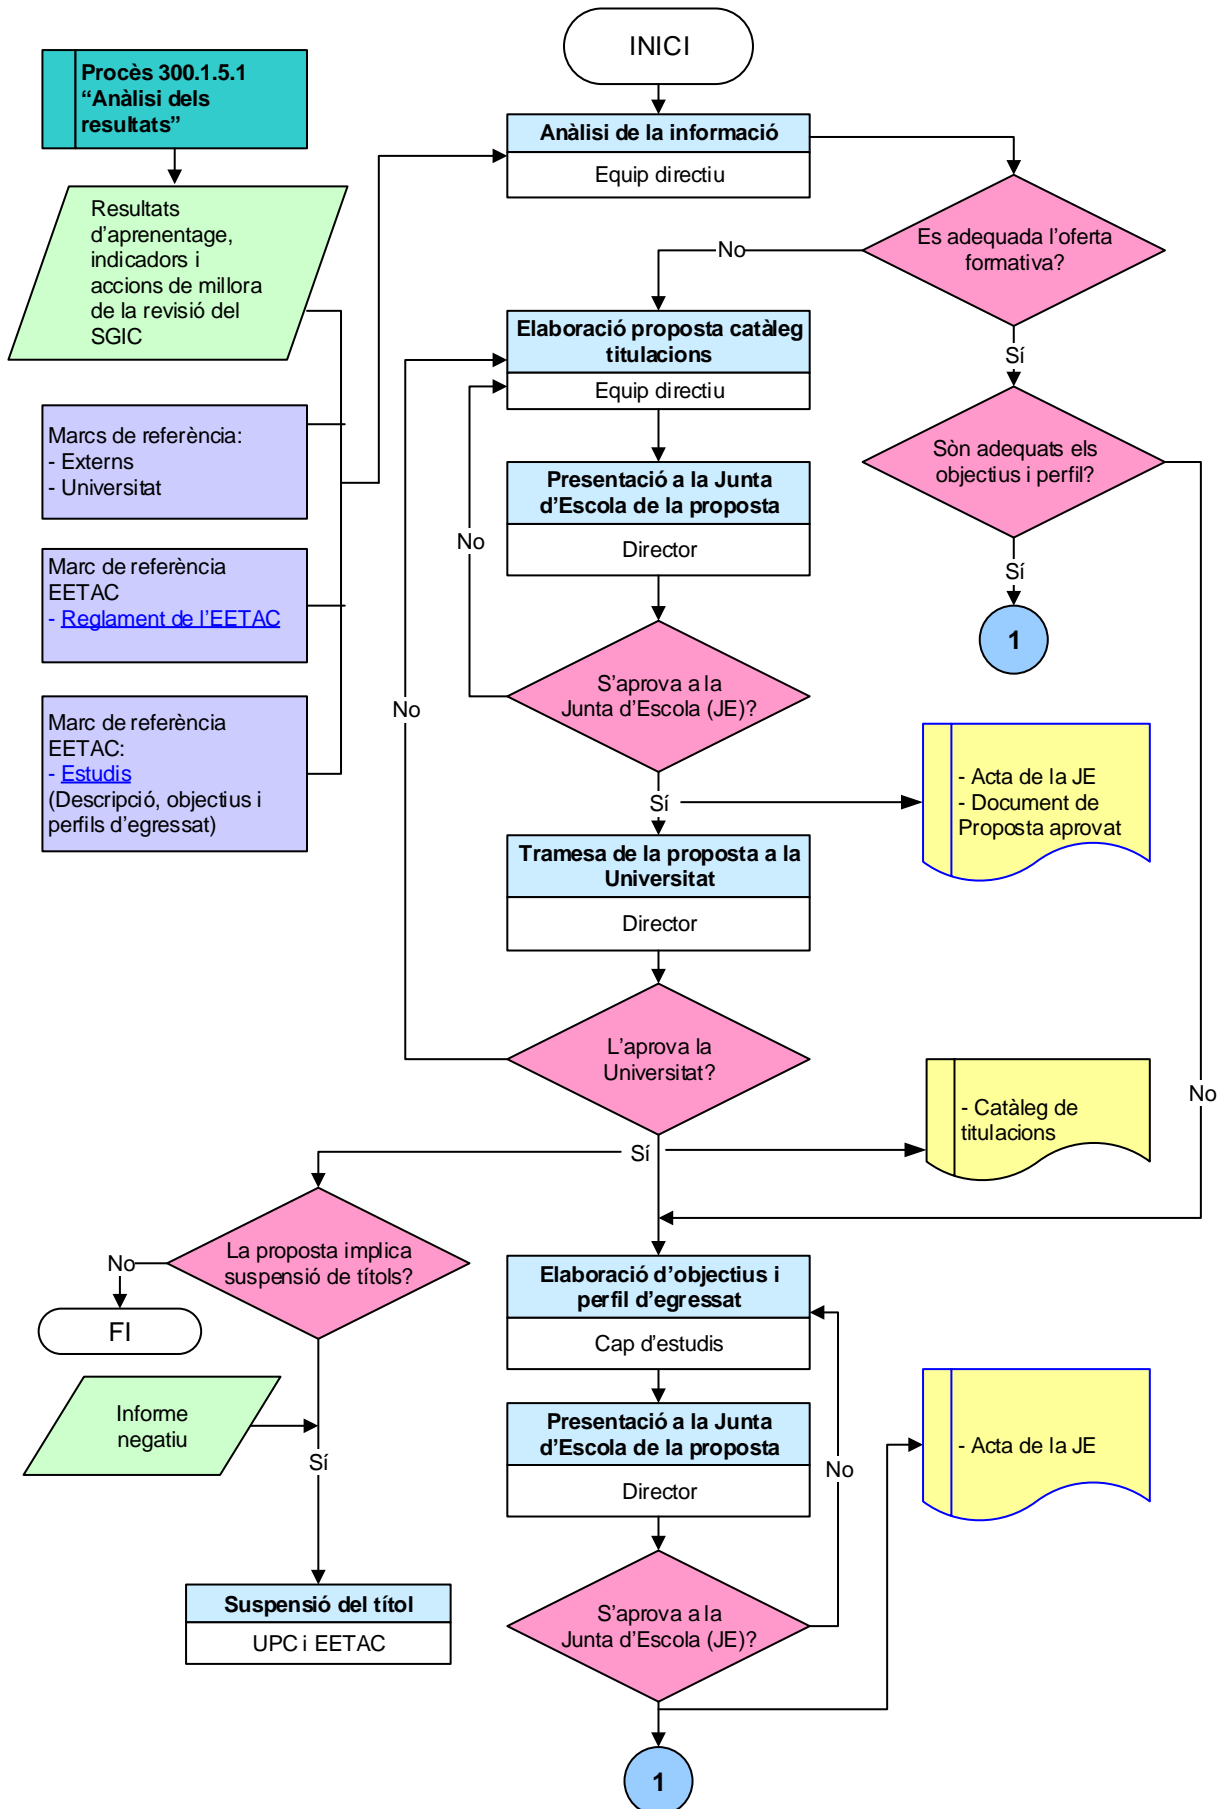 INICI
Procès 300.1.5.1
“Anàlisi dels
resultats”
Anàlisi de la informació
Equip directiu
Resultats
d’aprenentage,
indicadors i
accions de millora
de la revisió del
SGIC
Es adequada l’oferta
formativa?
No
Elaboració proposta catàleg
titulacions
Equip directiu
Sí
Marcs de referència:
- Externs
- Universitat
Són adequats els
objectius i perfil?
Presentació a la Junta
d’Escola de la proposta
Director
No
Sí
Marc de referència
EETAC
- Reglament de l’EETAC
1
S’aprova a la
Junta d’Escola (JE)?
No
Marc de referència
EETAC:
- Estudis
(Descripció, objectius i
perfils d’egressat)
Sí
- Acta de la JE
- Document de
Proposta aprovat
Tramesa de la proposta a la
Universitat
Director
L’aprova la
Universitat?
No
- Catàleg de
titulacions
Sí
La proposta implica
suspensió de títols?
No
FI
Elaboració d’objectius i
perfil d’egressat
Cap d’estudis
Informe
negatiu
Sí
Presentació a la Junta
d’Escola de la proposta
Director
No
- Acta de la JE
Suspensió del títol
UPC i EETAC
S’aprova a la
Junta d’Escola (JE)?
1